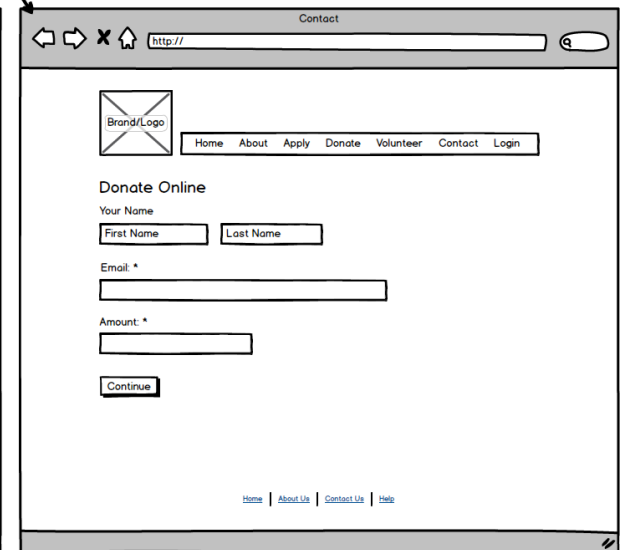 Contact
http://
Brand/Logo
Home About Apply Donate Volunteer Contact Login
Donate Online
Your Name
First Name Last Name
Email: *
Amount: *
Continue
Home About Us Contact Us Help